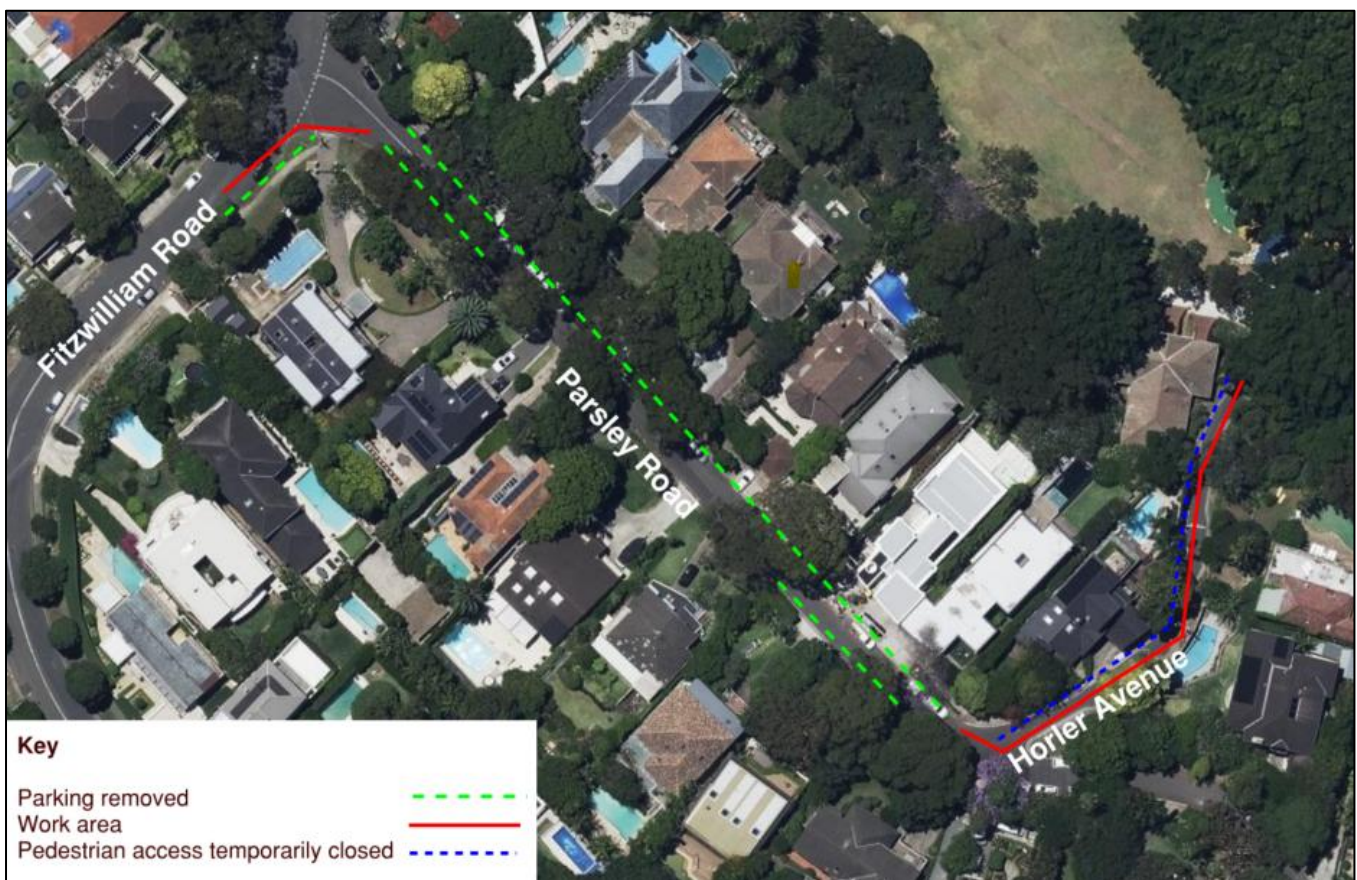 Fitzwilliam Road
Parsley Road
Horler Avenue
Key
Parking removed
Work area
Pedestrian access temporarily closed